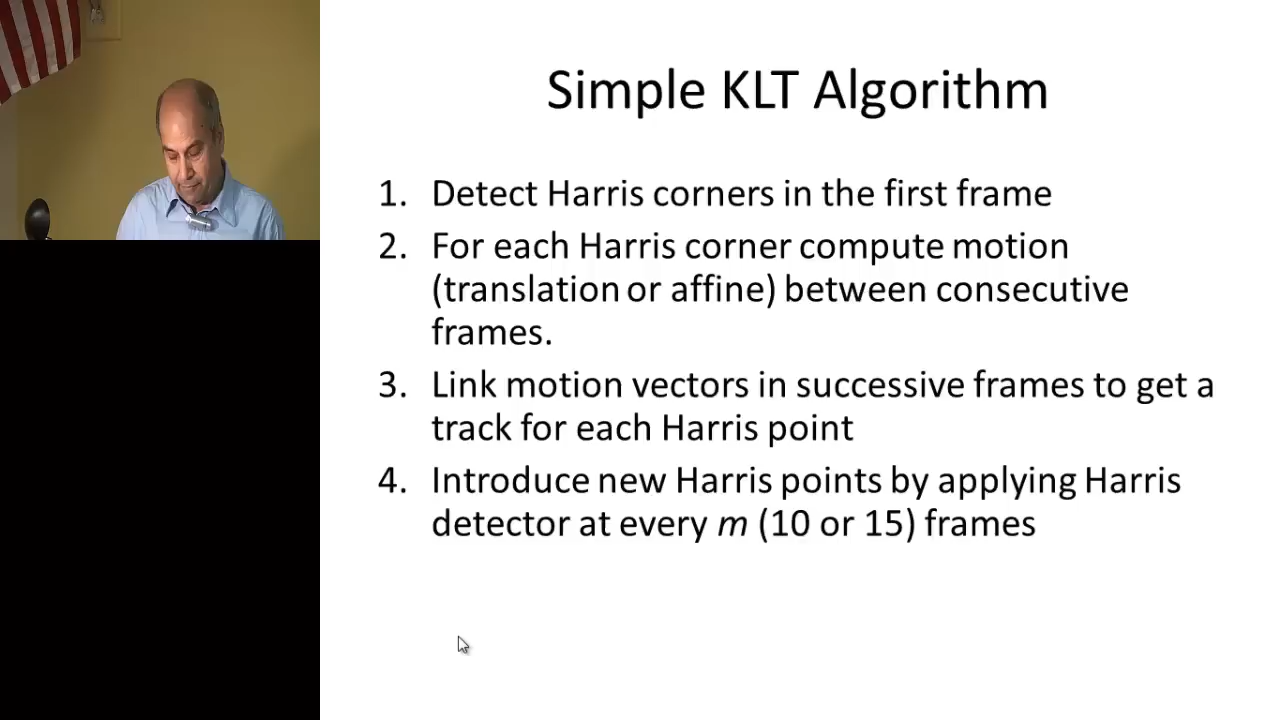 Simple KLT Algorithm
1. Detect Harris corners in the first frame
2. For each Harris corner compute motion
(translation or affine) between consecutive
frames.
3. Link motion vectors in successive frames to get a
track for each Harris point
4. Introduce new Harris points by applying Harris
detector at every m (10 or 15) frames